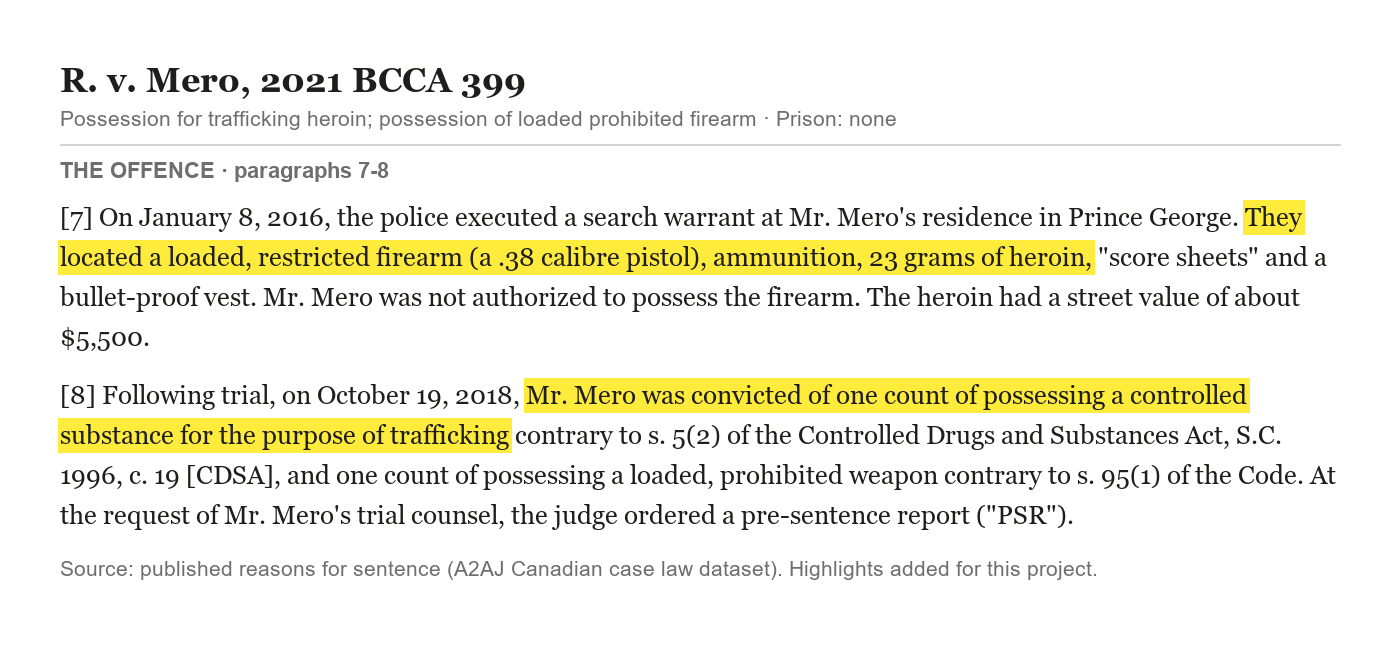 R. v. Mero, 2021 BCCA 399
Possession for trafficking heroin; possession of loaded prohibited firearm · Prison: none
THE OFFENCE · paragraphs 7-8
[7] On January 8, 2016, the police executed a search warrant at Mr. Mero's residence in Prince George. They
located a loaded, restricted firearm (a .38 calibre pistol), ammunition, 23 grams of heroin, "score sheets" and a
bullet-proof vest. Mr. Mero was not authorized to possess the firearm. The heroin had a street value of about
$5,500.
[8] Following trial, on October 19, 2018, Mr. Mero was convicted of one count of possessing a controlled
substance for the purpose of trafficking contrary to s. 5(2) of the Controlled Drugs and Substances Act, S.C.
1996, c. 19 [CDSA], and one count of possessing a loaded, prohibited weapon contrary to s. 95(1) of the Code. At
the request of Mr. Mero's trial counsel, the judge ordered a pre-sentence report ("PSR").
Source: published reasons for sentence (A2AJ Canadian case law dataset). Highlights added for this project.